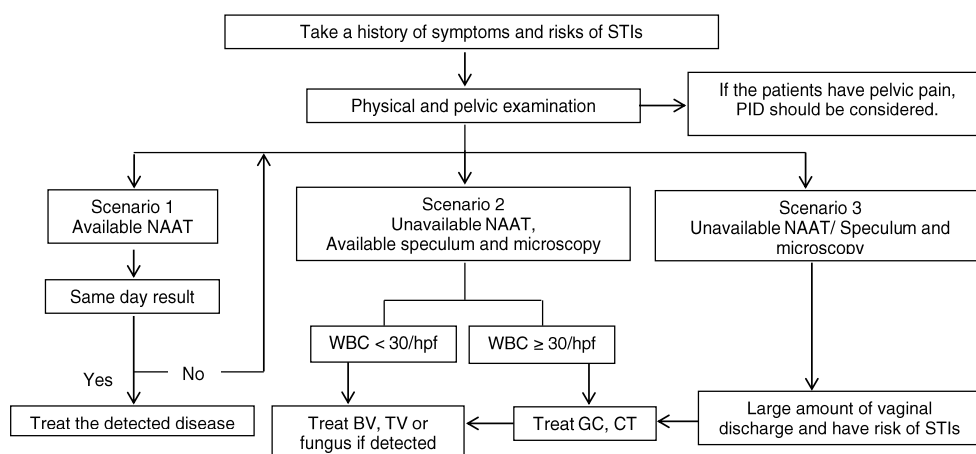 Take a history of symptoms and risks of STIs
Physical and pelvic examination
If the patients have pelvic pain,
PID should be considered.
Scenario 1
Available NAAT
Scenario 2
Unavailable NAAT,
Available speculum and microscopy
Scenario 3
Unavailable NAAT/ Speculum and
microscopy
Same day result
WBC < 30/hpf
WBC ≥ 30/hpf
Yes
No
Treat the detected disease
Treat BV, TV or
fungus if detected
Treat GC, CT
Large amount of vaginal
discharge and have risk of STIs